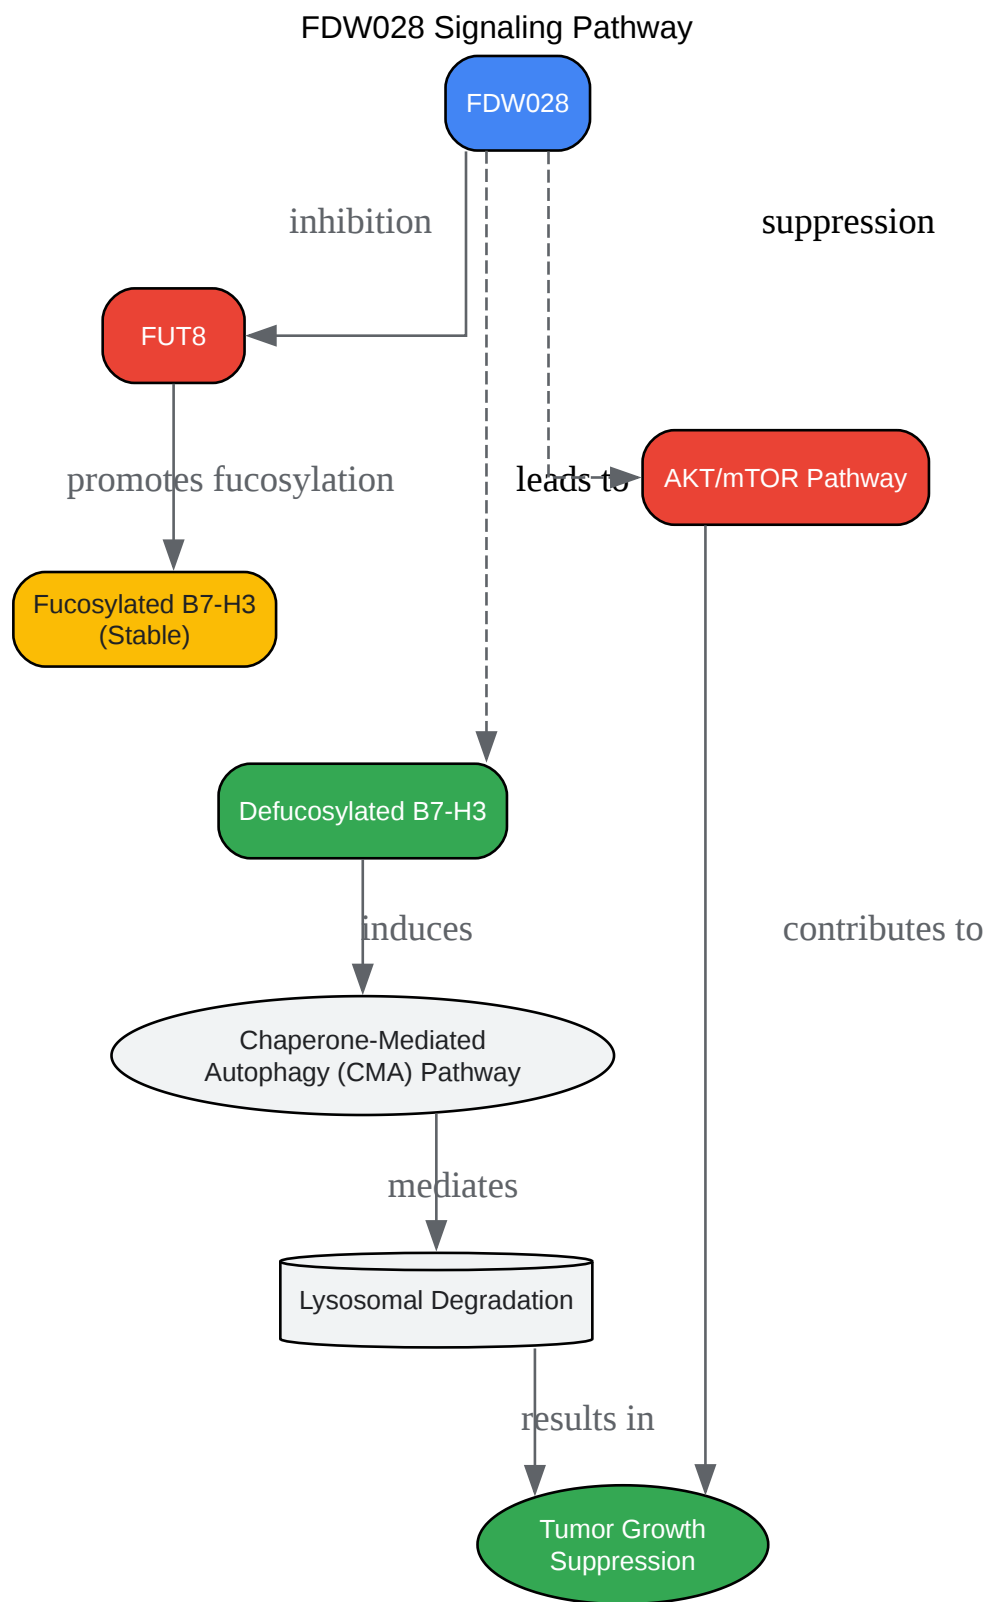 FDW028 Signaling Pathway
FDW028
inhibition
suppression
FUT8
promotes fucosylation
leads to
AKT/mTOR Pathway
Fucosylated B7-H3
(Stable)
Defucosylated B7-H3
induces
contributes to
Chaperone-Mediated
Autophagy (CMA) Pathway
mediates
Lysosomal Degradation
results in
Tumor Growth
Suppression